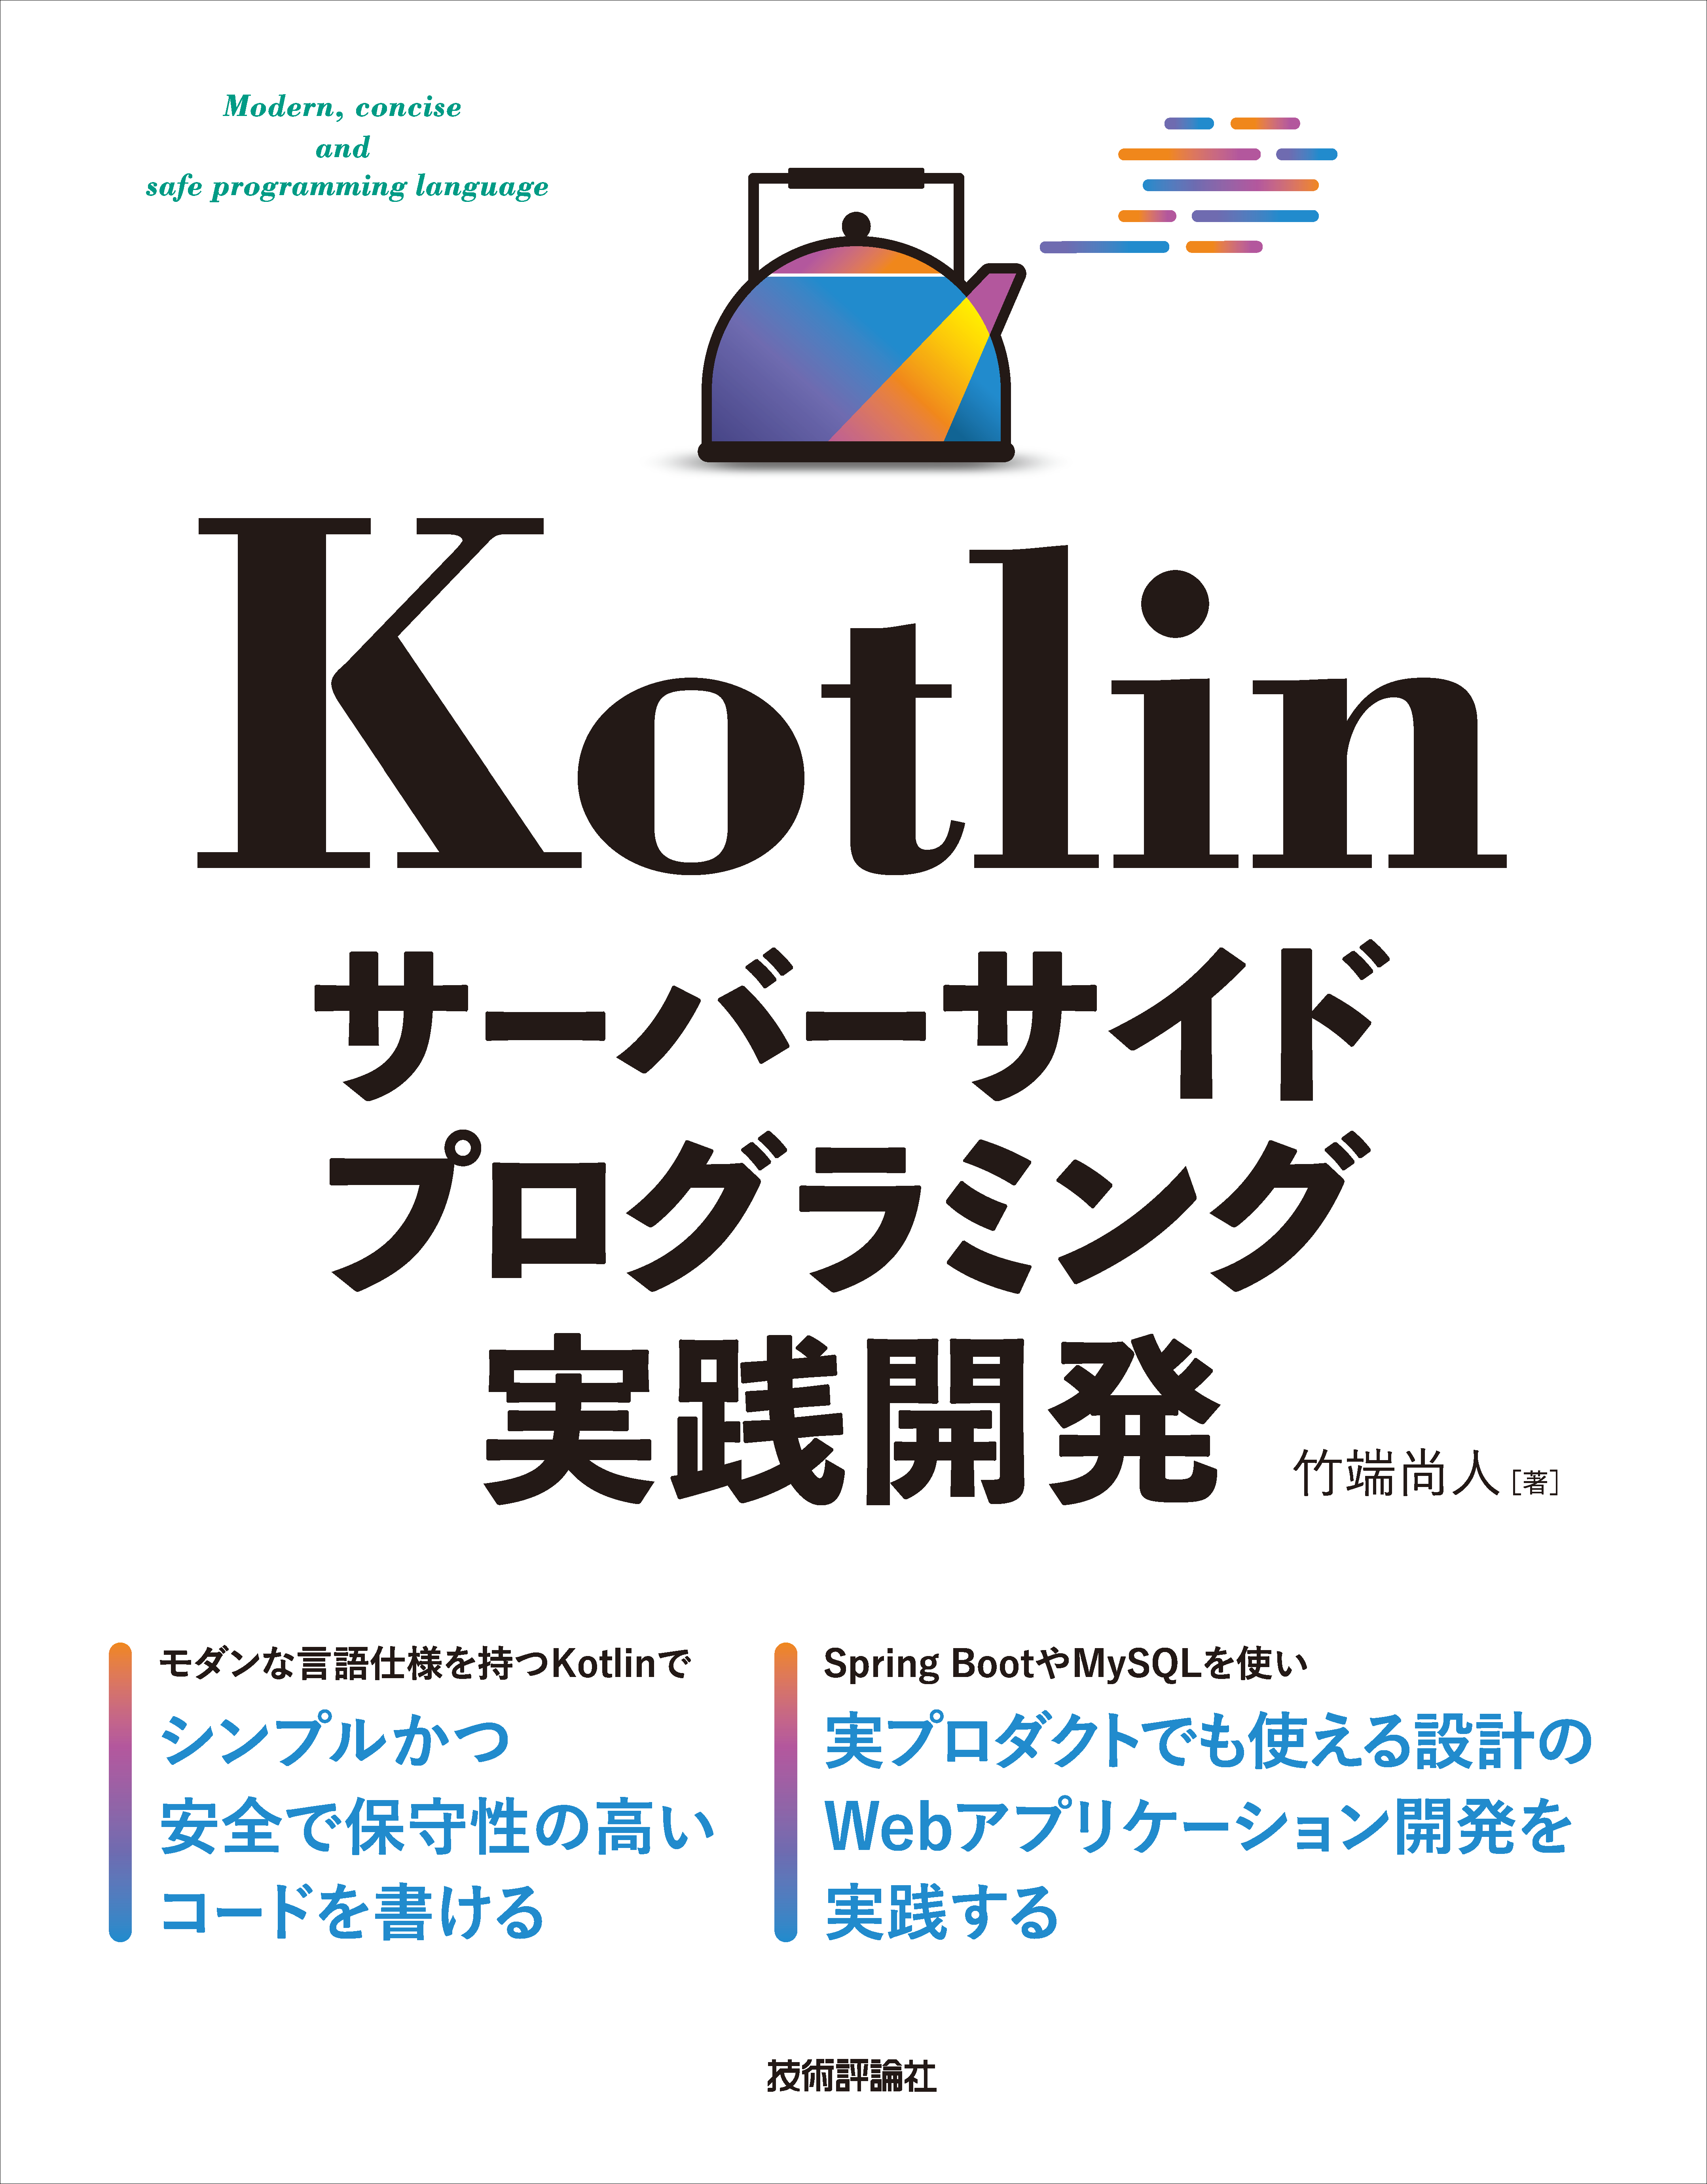 Modern, concise
and
safe programming language
Kotlin
サーバーサイド
プログラミング
実践開発
竹端尚人[著]
モダンな言語仕様を持つKotlinで
シンプルかつ
安全で保守性の高い
コードを書ける
Spring BootやMySQLを使い
実プロダクトでも使える設計の
Webアプリケーション開発を
実践する
技術評論社